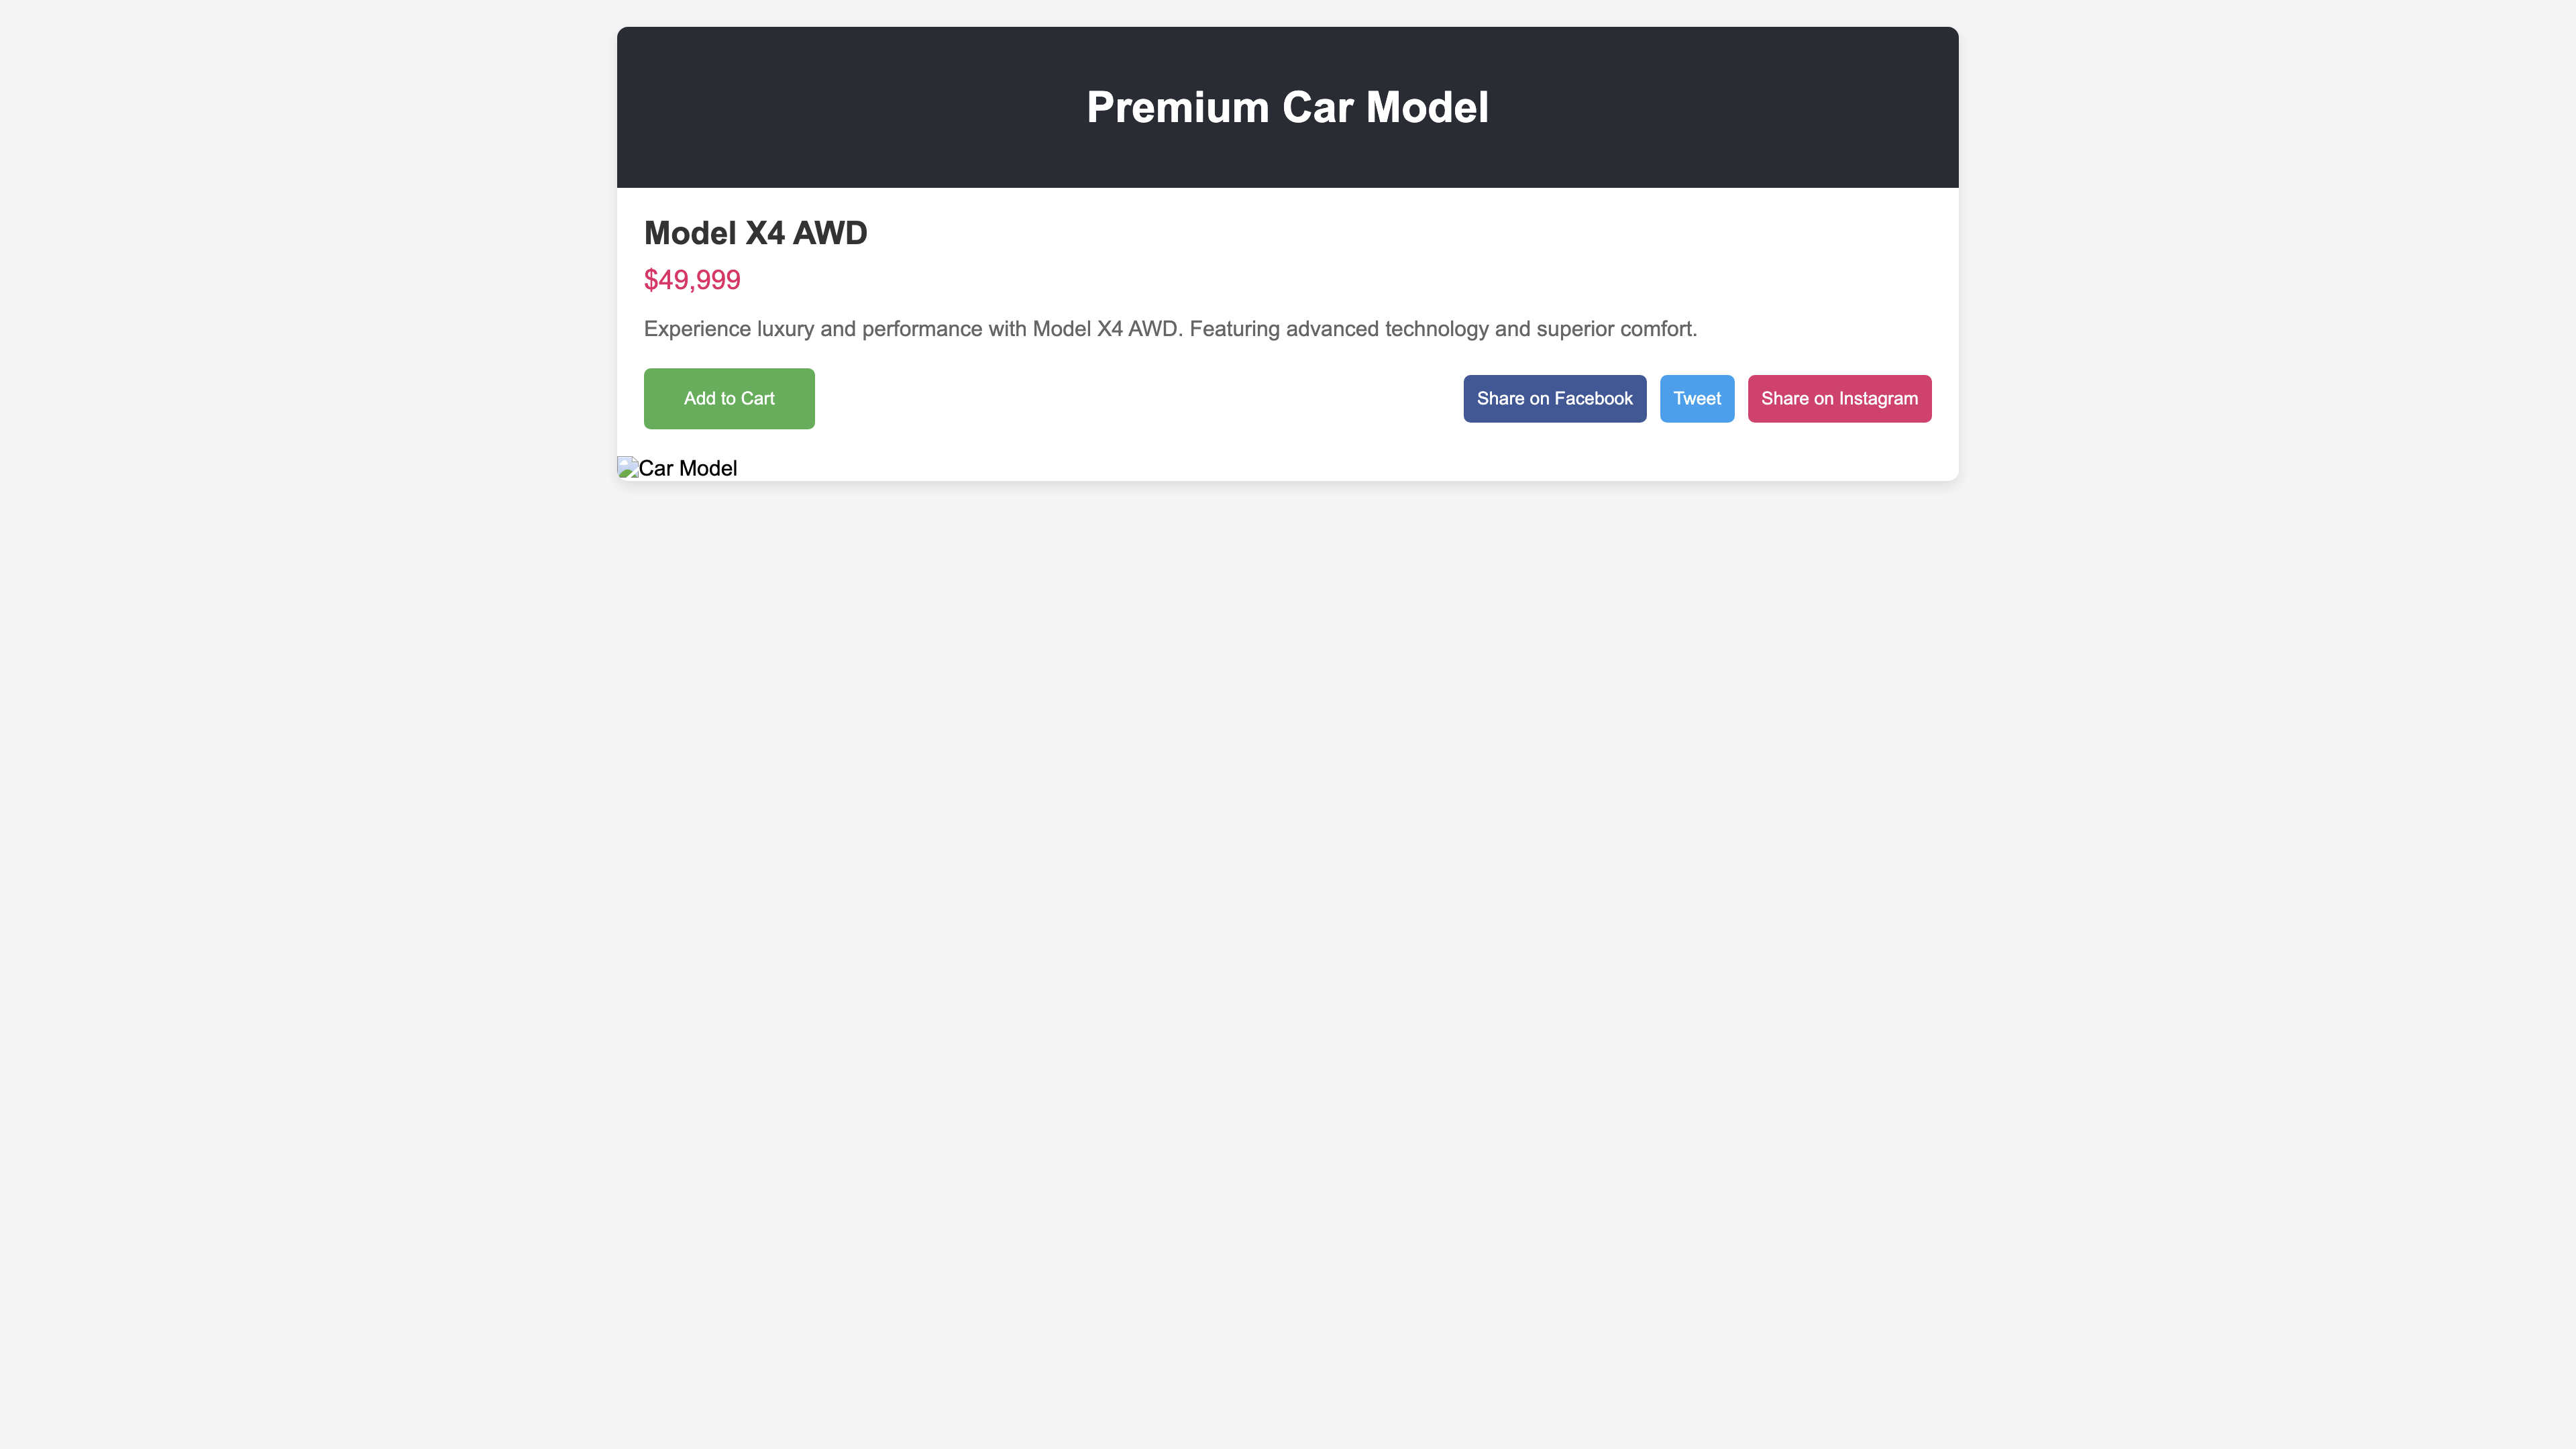 Premium Car Model
Model X4 AWD
$49,999
Experience luxury and performance with Model X4 AWD. Featuring advanced technology and superior comfort.
Add to Cart
Share on Facebook
Tweet
Share on Instagram
Car Model